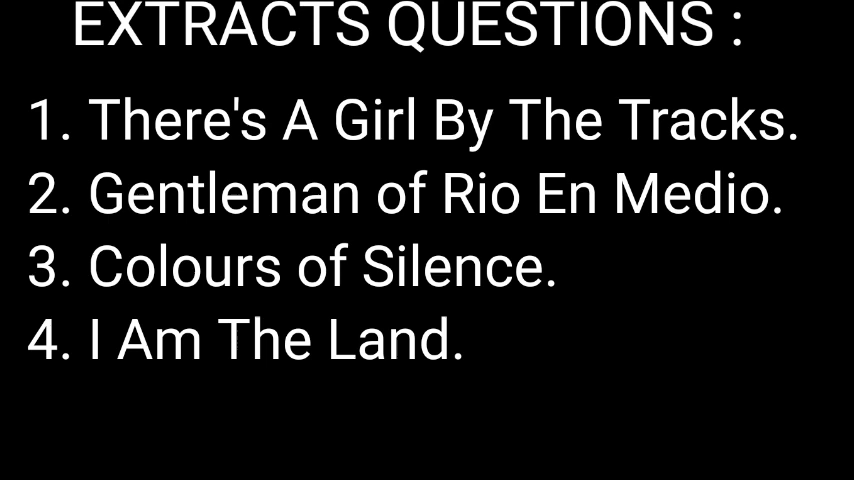 EXTRACTS QUESTIONS :
1. There's A Girl By The Tracks.
2. Gentleman of Rio En Medio.
3. Colours of Silence.
4. I Am The Land.